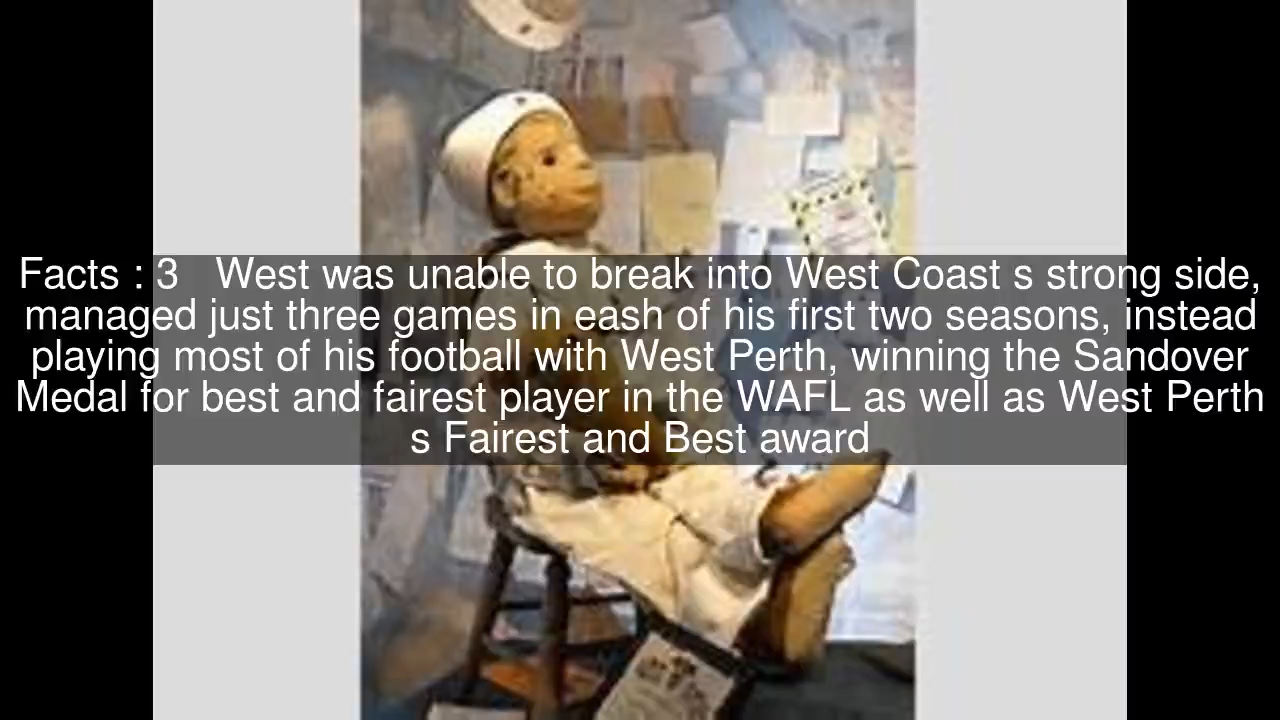 Facts : 3 West was unable to break into West Coast s strong side,
managed just three games in eash of his first two seasons, instead
playing most of his football with West Perth, winning the Sandover
Medal for best and fairest player in the WAFL as well as West Perth
s Fairest and Best award